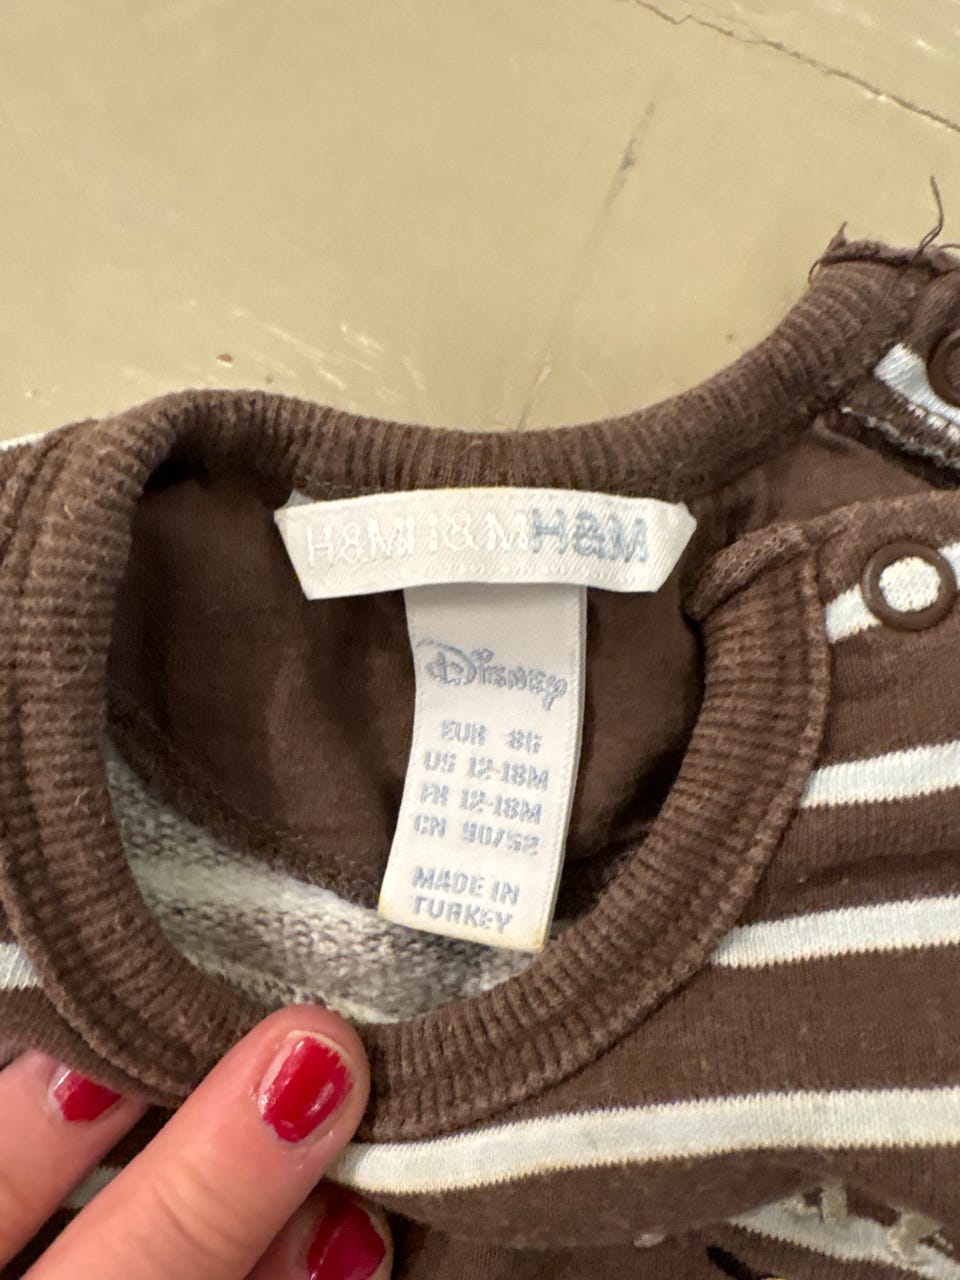 H&M H&M H&M
Disney
EUR 86
US 12-18M
FR 12-18M
CN 90/52
MADE IN
TURKEY